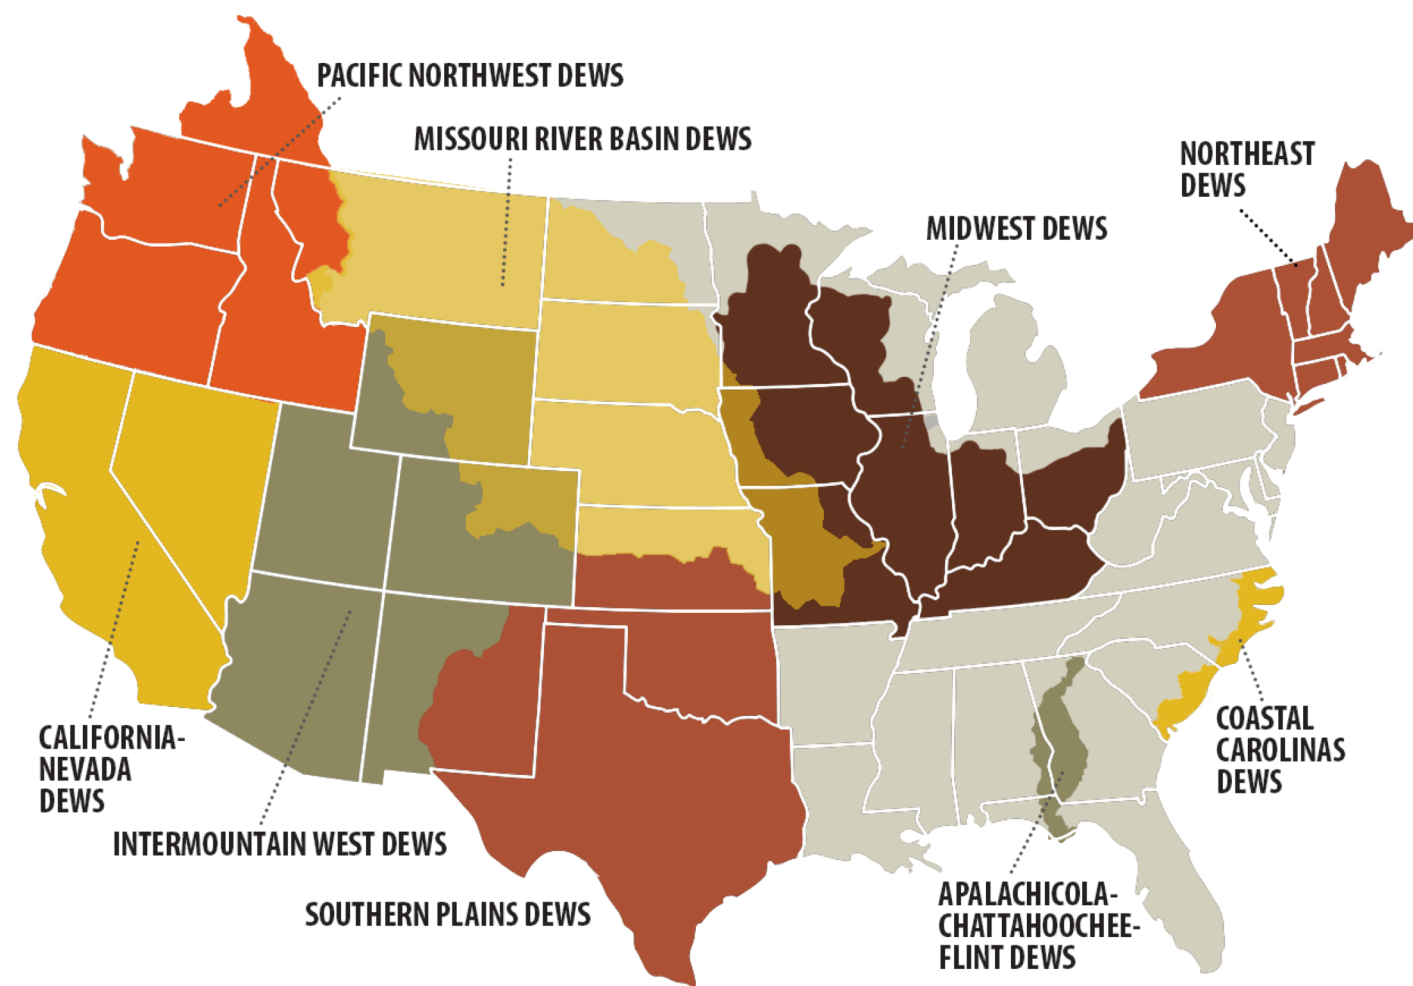 PACIFIC NORTHWEST DEWS
MISSOURI RIVER BASIN DEWS
NORTHEAST
DEWS
MIDWEST DEWS
CALIFORNIA-
NEVADA
DEWS
COASTAL
CAROLINAS
DEWS
INTERMOUNTAIN WEST DEWS
SOUTHERN PLAINS DEWS
APALACHICOLA-
CHATTAHOOCHEE-
FLINT DEWS